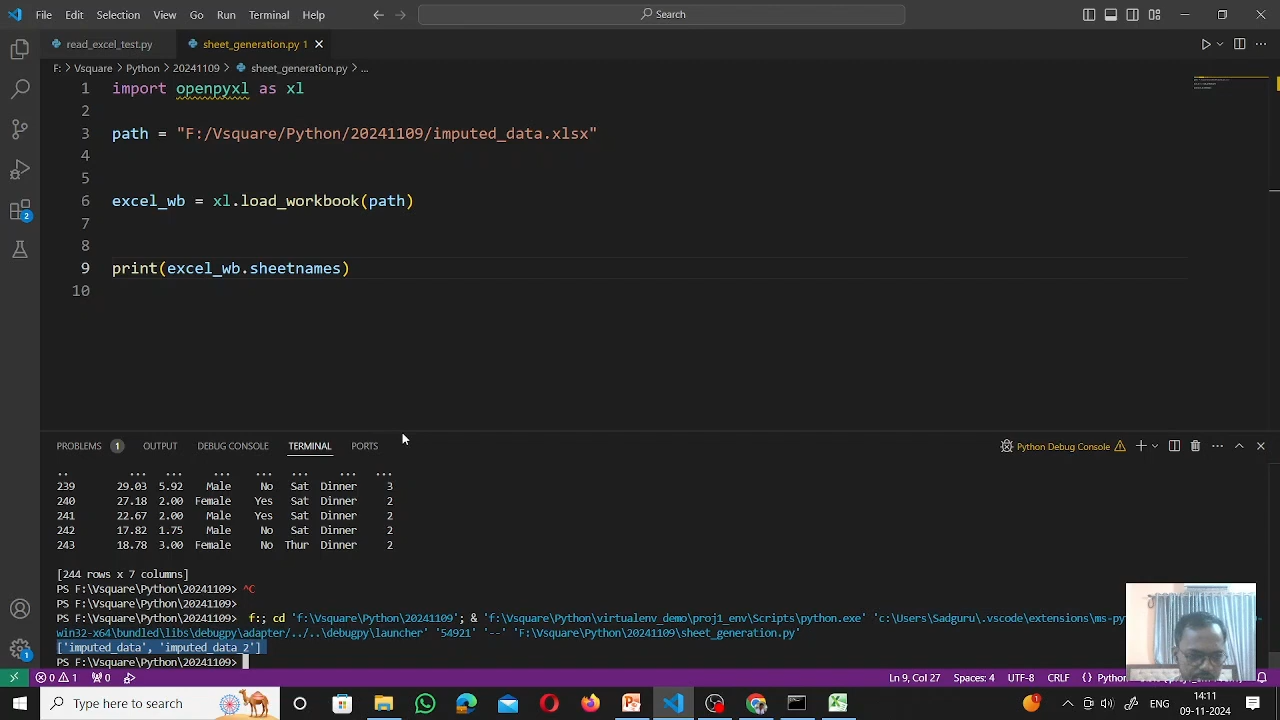 File Edit Selection View Go Run Terminal Help Search
read_excel_test.py sheet_generation.py 1
F: > Vsquare > Python > 20241109 > sheet_generation.py > ...
1 import openpyxl as xl
2
3 path = "F:/Vsquare/Python/20241109/imputed_data.xlsx"
4
5
6 excel_wb = xl.load_workbook(path)
7
8
9 print(excel_wb.sheetnames)
10
PROBLEMS 1 OUTPUT DEBUG CONSOLE TERMINAL PORTS Python Debug Console
.. ... ... ... ... ... ... ...
239 29.03 5.92 Male No Sat Dinner 3
240 27.18 2.00 Female Yes Sat Dinner 2
241 22.67 2.00 Male Yes Sat Dinner 2
242 17.82 1.75 Male No Sat Dinner 2
243 18.78 3.00 Female No Thur Dinner 2
[244 rows x 7 columns]
PS F:\Vsquare\Python\20241109> ^C
PS F:\Vsquare\Python\20241109>
PS F:\Vsquare\Python\20241109> f:; cd 'f:\Vsquare\Python\20241109'; & 'f:\Vsquare\Python\virtualenv_demo\proj1_env\Scripts\python.exe' 'c:\Users\Sadguru\.vscode\extensions\ms-py
win32-x64\bundled\libs\debugpy\adapter/../..\debugpy\launcher' '54921' '--' 'F:\Vsquare\Python\20241109\sheet_generation.py'
['imputed_data', 'imputed_data_2']
PS F:\Vsquare\Python\20241109>
0 1 0 Ln 9, Col 27 Spaces: 4 UTF-8 CRLF { } Python
Type here to search 1 14:11
09-11-2024
2
1